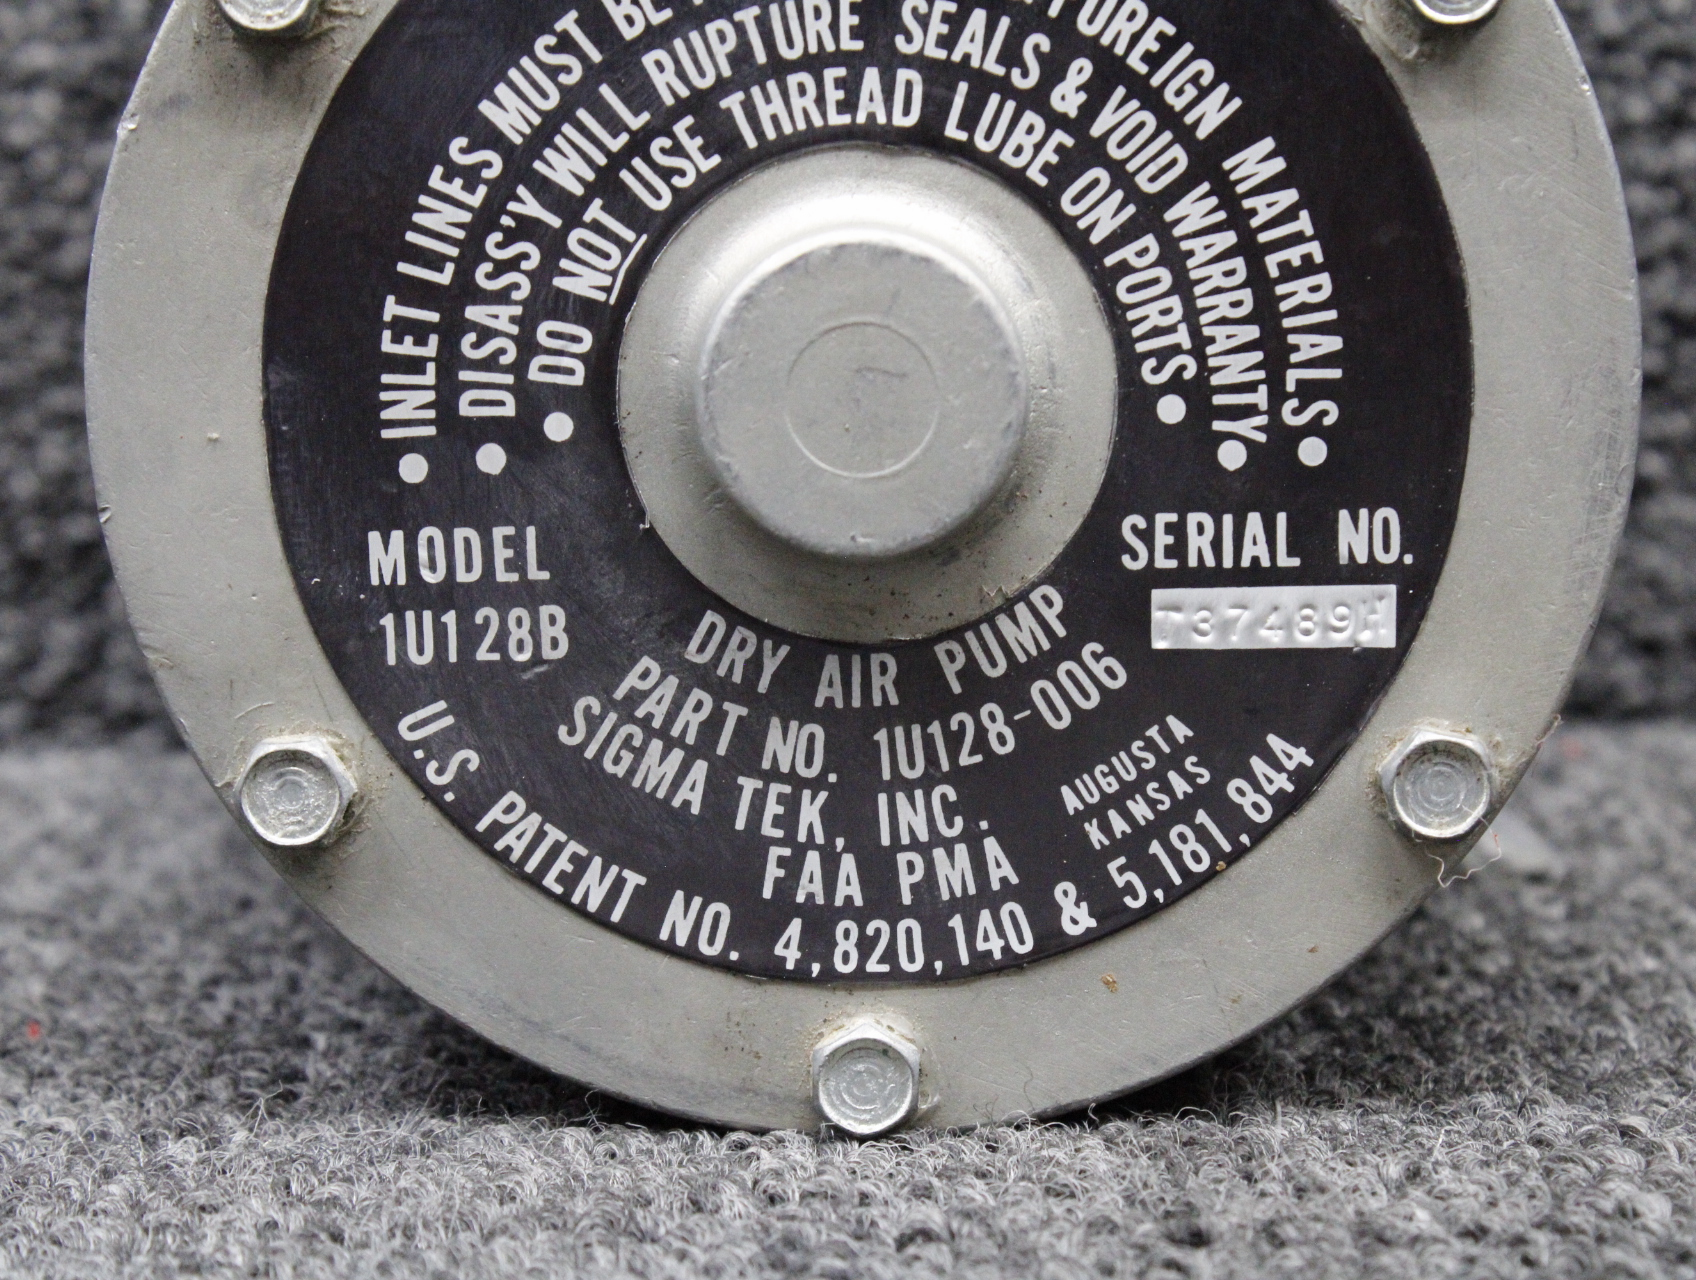 INLET LINES MUST BE FOREIGN MATERIALS
DISASS'Y WILL RUPTURE SEALS & VOID WARRANTY
DO NOT USE THREAD LUBE ON PORTS
MODEL
1U128B
SERIAL NO.
T37489H
DRY AIR PUMP
PART NO. 1U128-006
SIGMA TEK, INC.
AUGUSTA
KANSAS
FAA PMA
U.S. PATENT NO. 4,820,140 & 5,181,844